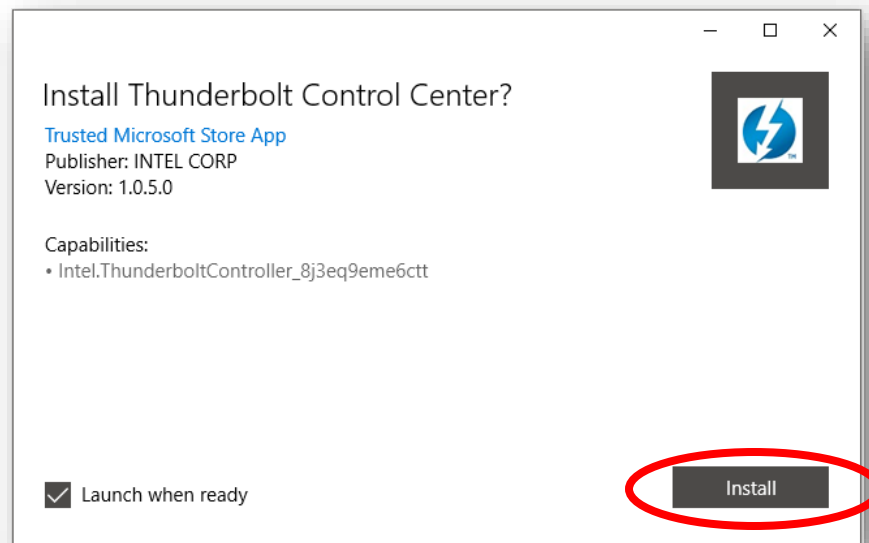 Install Thunderbolt Control Center?
Trusted Microsoft Store App
Publisher: INTEL CORP
Version: 1.0.5.0
Capabilities:
• Intel.ThunderboltController_8j3eq9eme6ctt
Launch when ready
Install